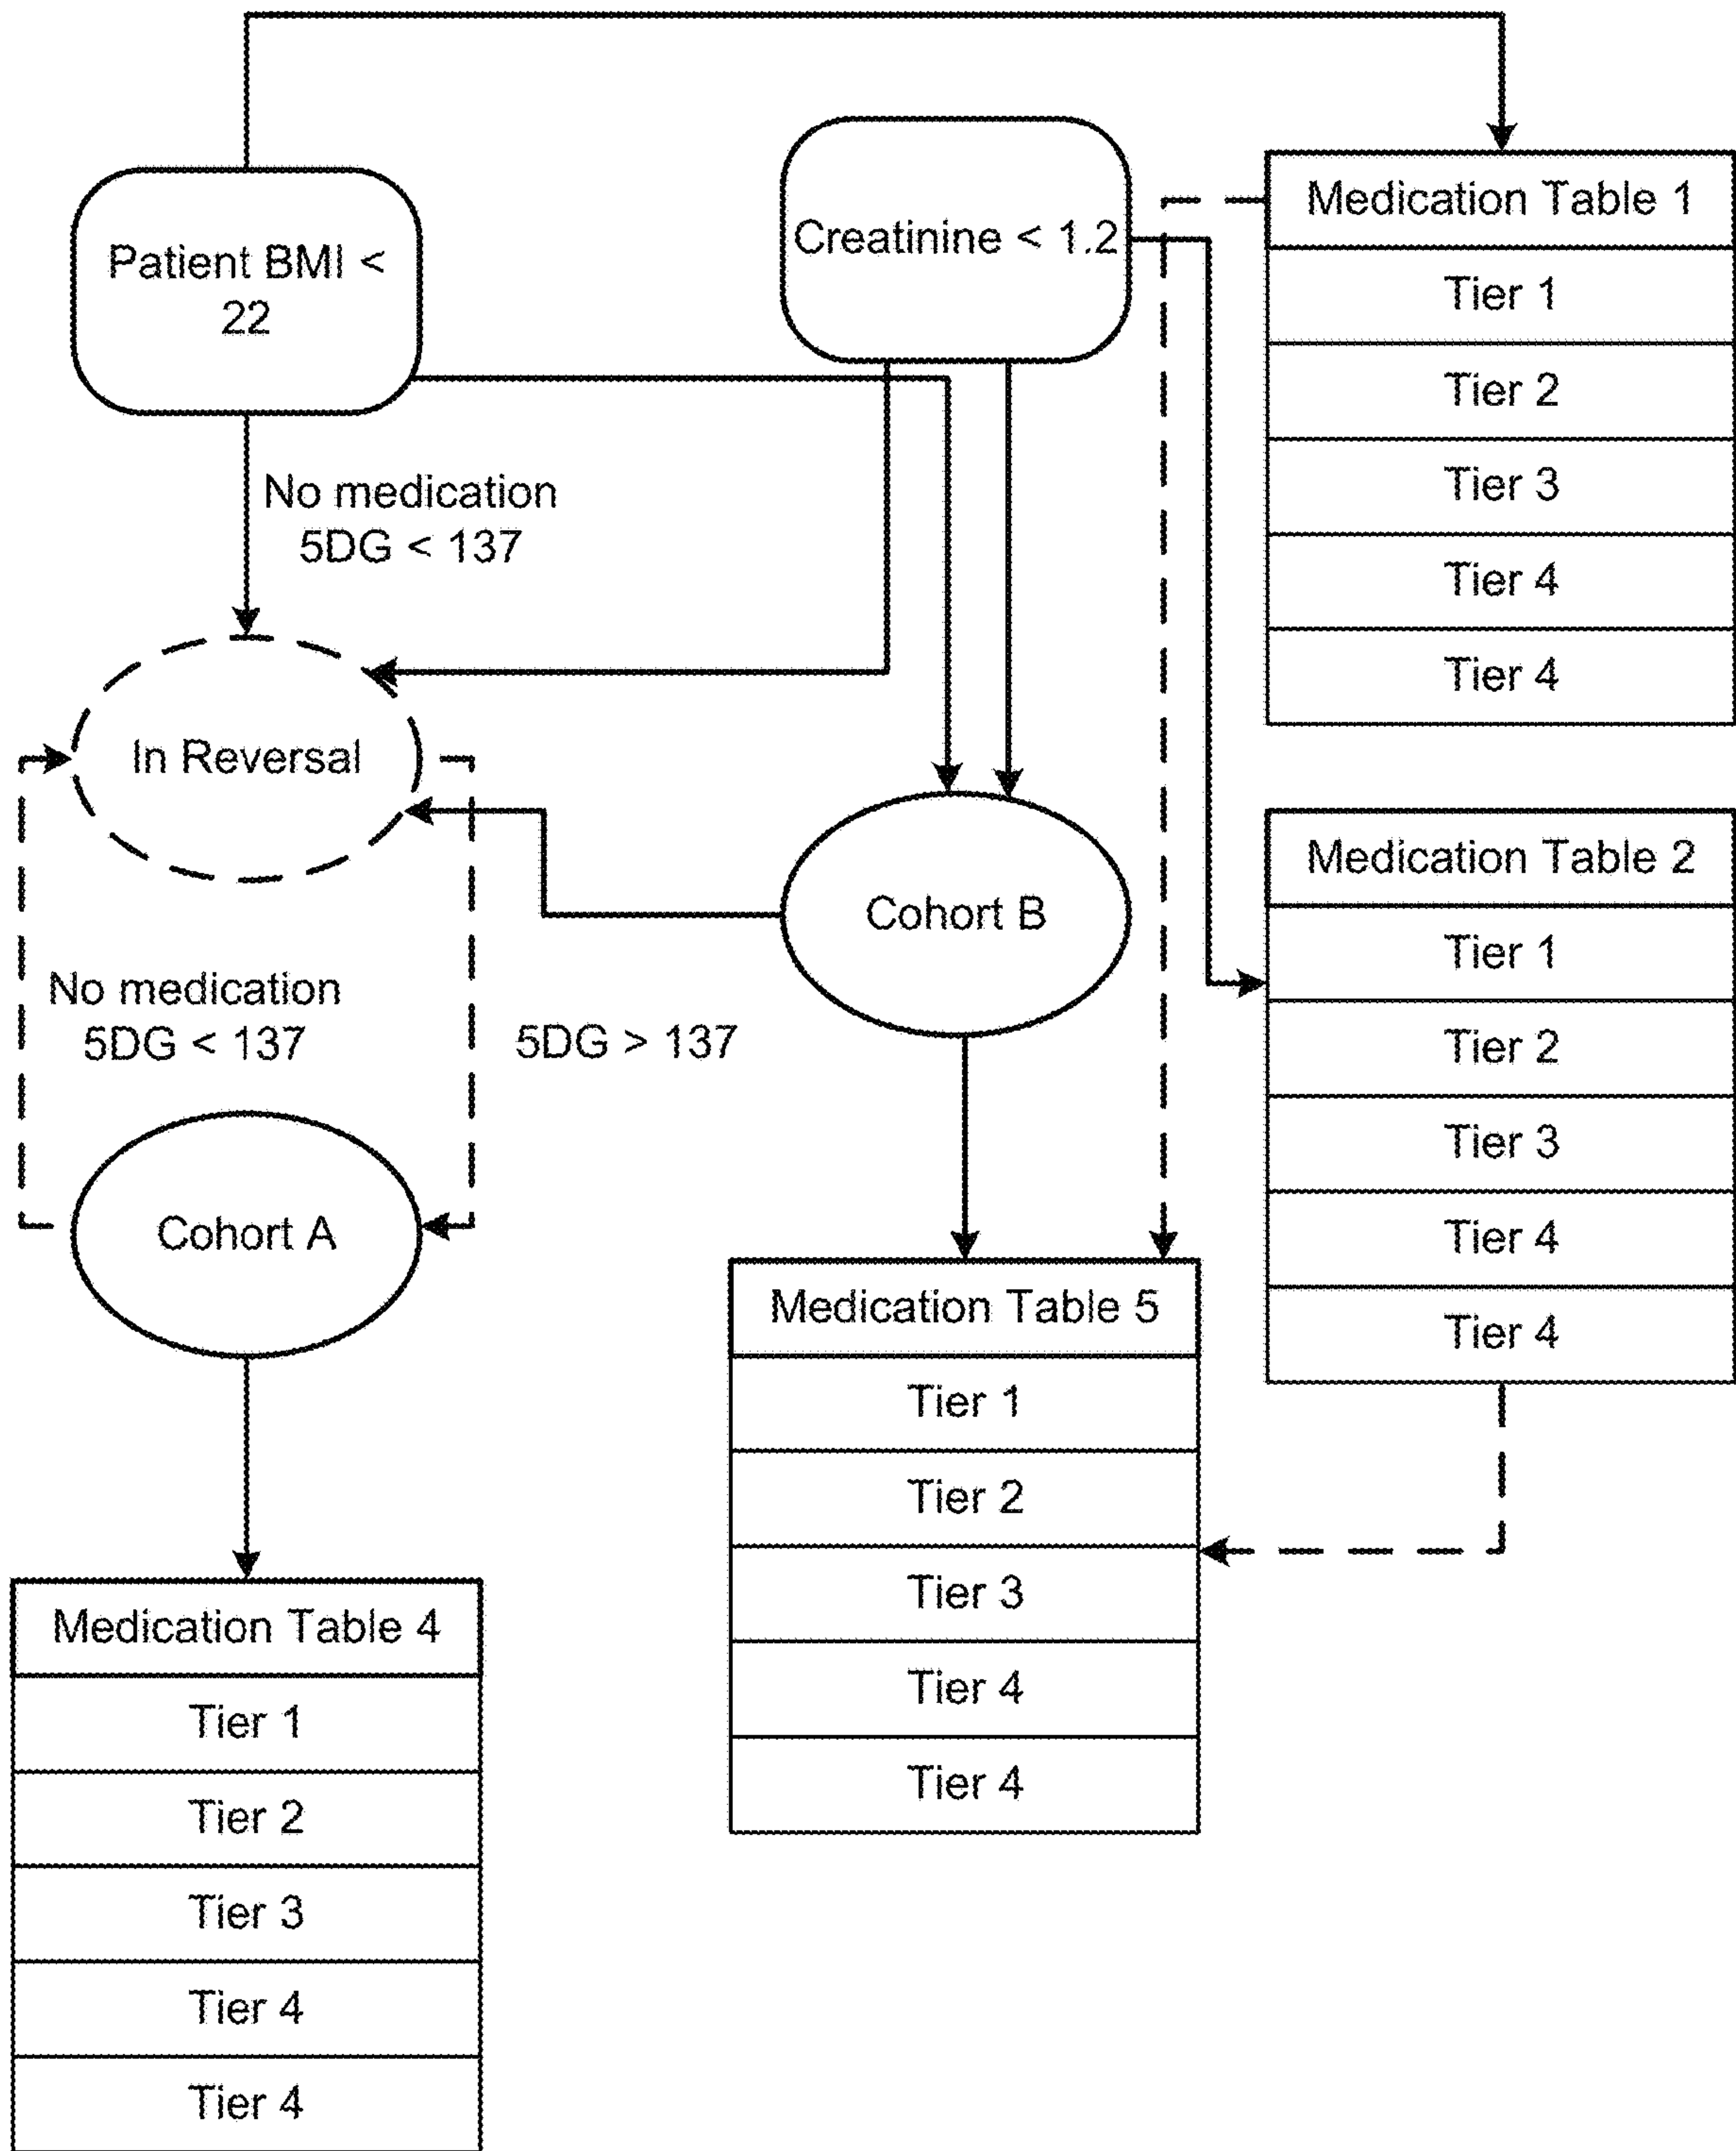 Patient BMI <
22
Creatinine < 1.2
Medication Table 1
Tier 1
Tier 2
Tier 3
Tier 4
Tier 4
No medication
5DG < 137
In Reversal
Cohort B
Medication Table 2
Tier 1
Tier 2
Tier 3
Tier 4
Tier 4
No medication
5DG < 137
5DG > 137
Cohort A
Medication Table 5
Tier 1
Tier 2
Tier 3
Tier 4
Tier 4
Medication Table 4
Tier 1
Tier 2
Tier 3
Tier 4
Tier 4